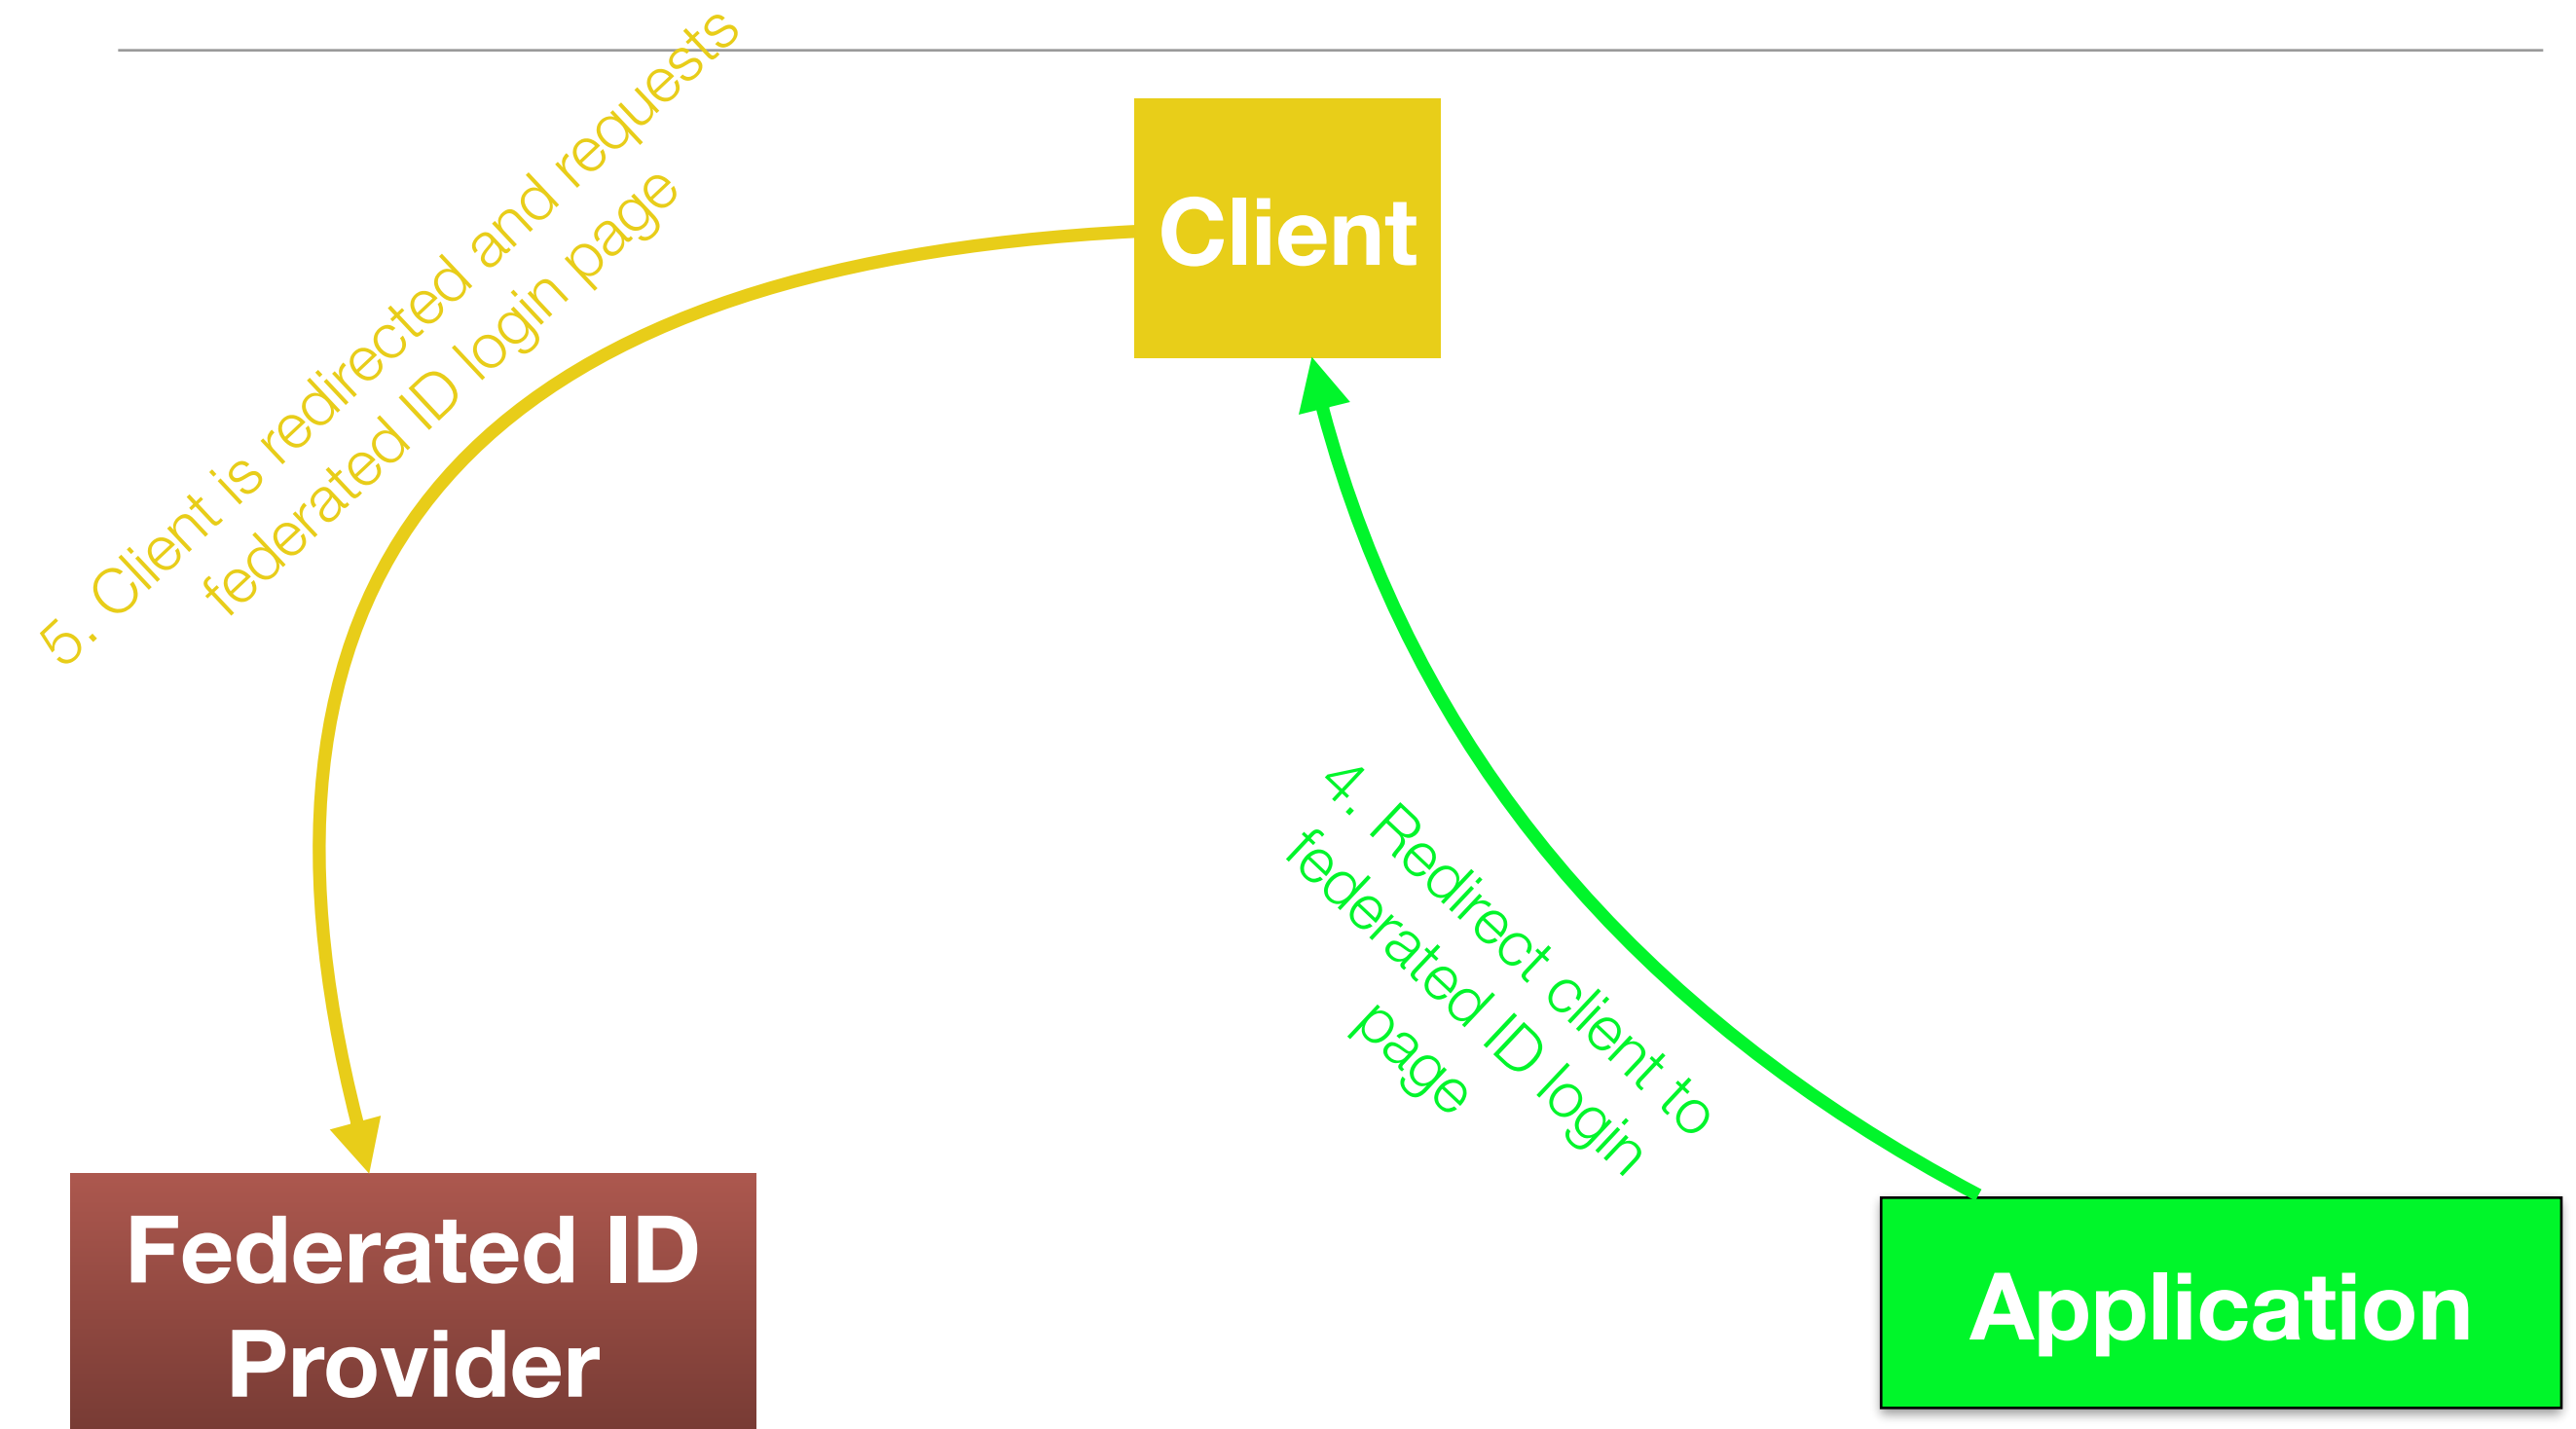 5. Client is redirected and requests
federated ID login page
Client
4. Redirect client to
federated ID login
page
Federated ID
Provider
Application